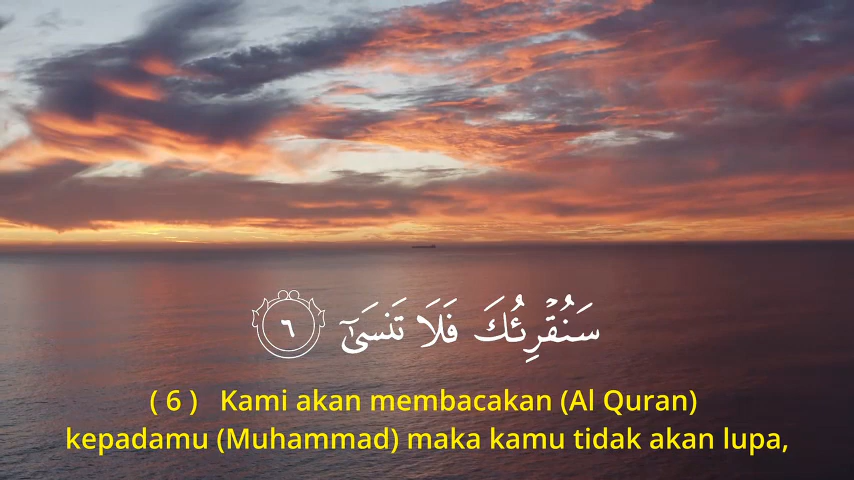 سَنُقْرِئُكَ فَلَا تَنسَىٰٓ ٦
( 6 ) Kami akan membacakan (Al Quran)
kepadamu (Muhammad) maka kamu tidak akan lupa,